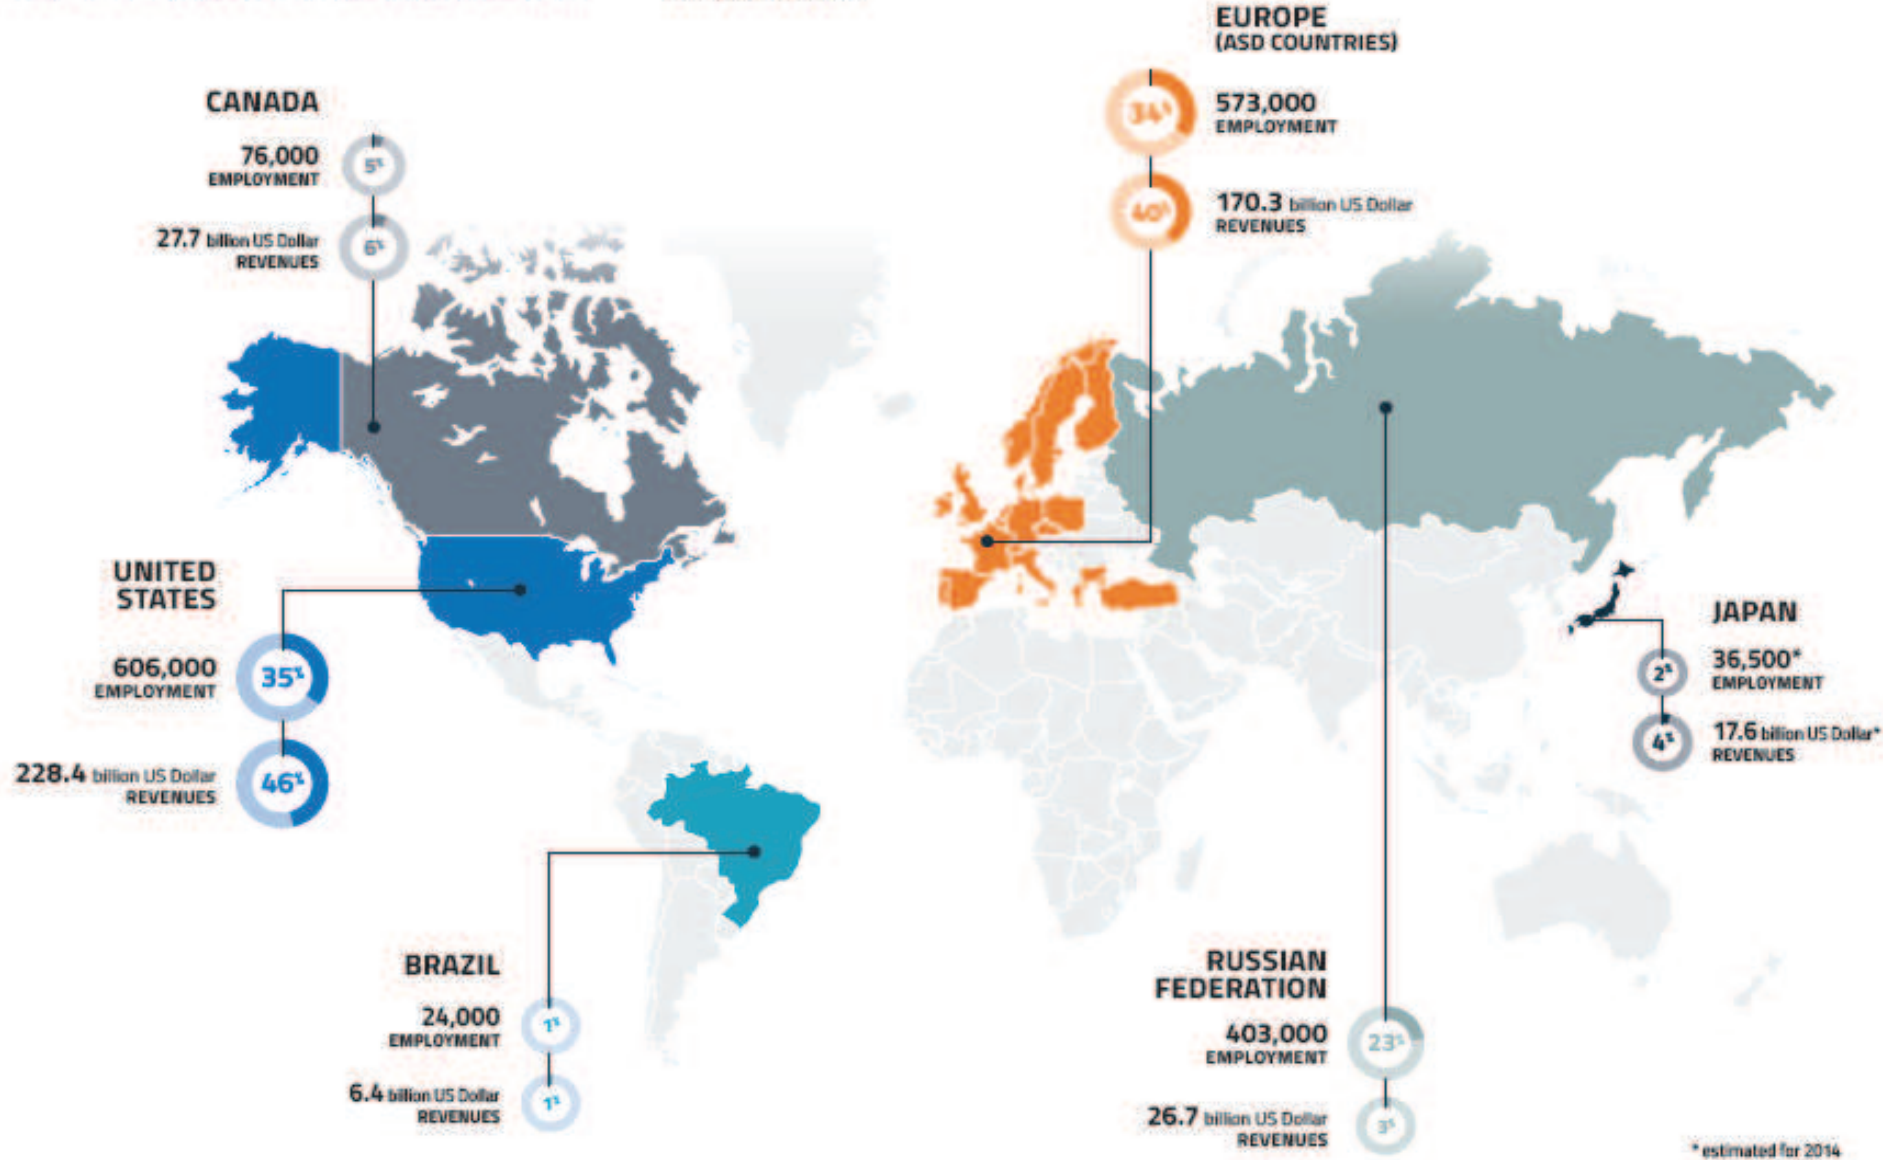 EUROPE
(ASD COUNTRIES)
34%
573,000
EMPLOYMENT
40%
170.3 billion US Dollar
REVENUES
CANADA
76,000
EMPLOYMENT
5%
27.7 billion US Dollar
REVENUES
6%
UNITED
STATES
606,000
EMPLOYMENT
35%
228.4 billion US Dollar
REVENUES
46%
JAPAN
2%
36,500*
EMPLOYMENT
4%
17.6 billion US Dollar*
REVENUES
BRAZIL
24,000
EMPLOYMENT
6.4 billion US Dollar
REVENUES
RUSSIAN
FEDERATION
403,000
EMPLOYMENT
23%
26.7 billion US Dollar
REVENUES
3%
* estimated for 2014